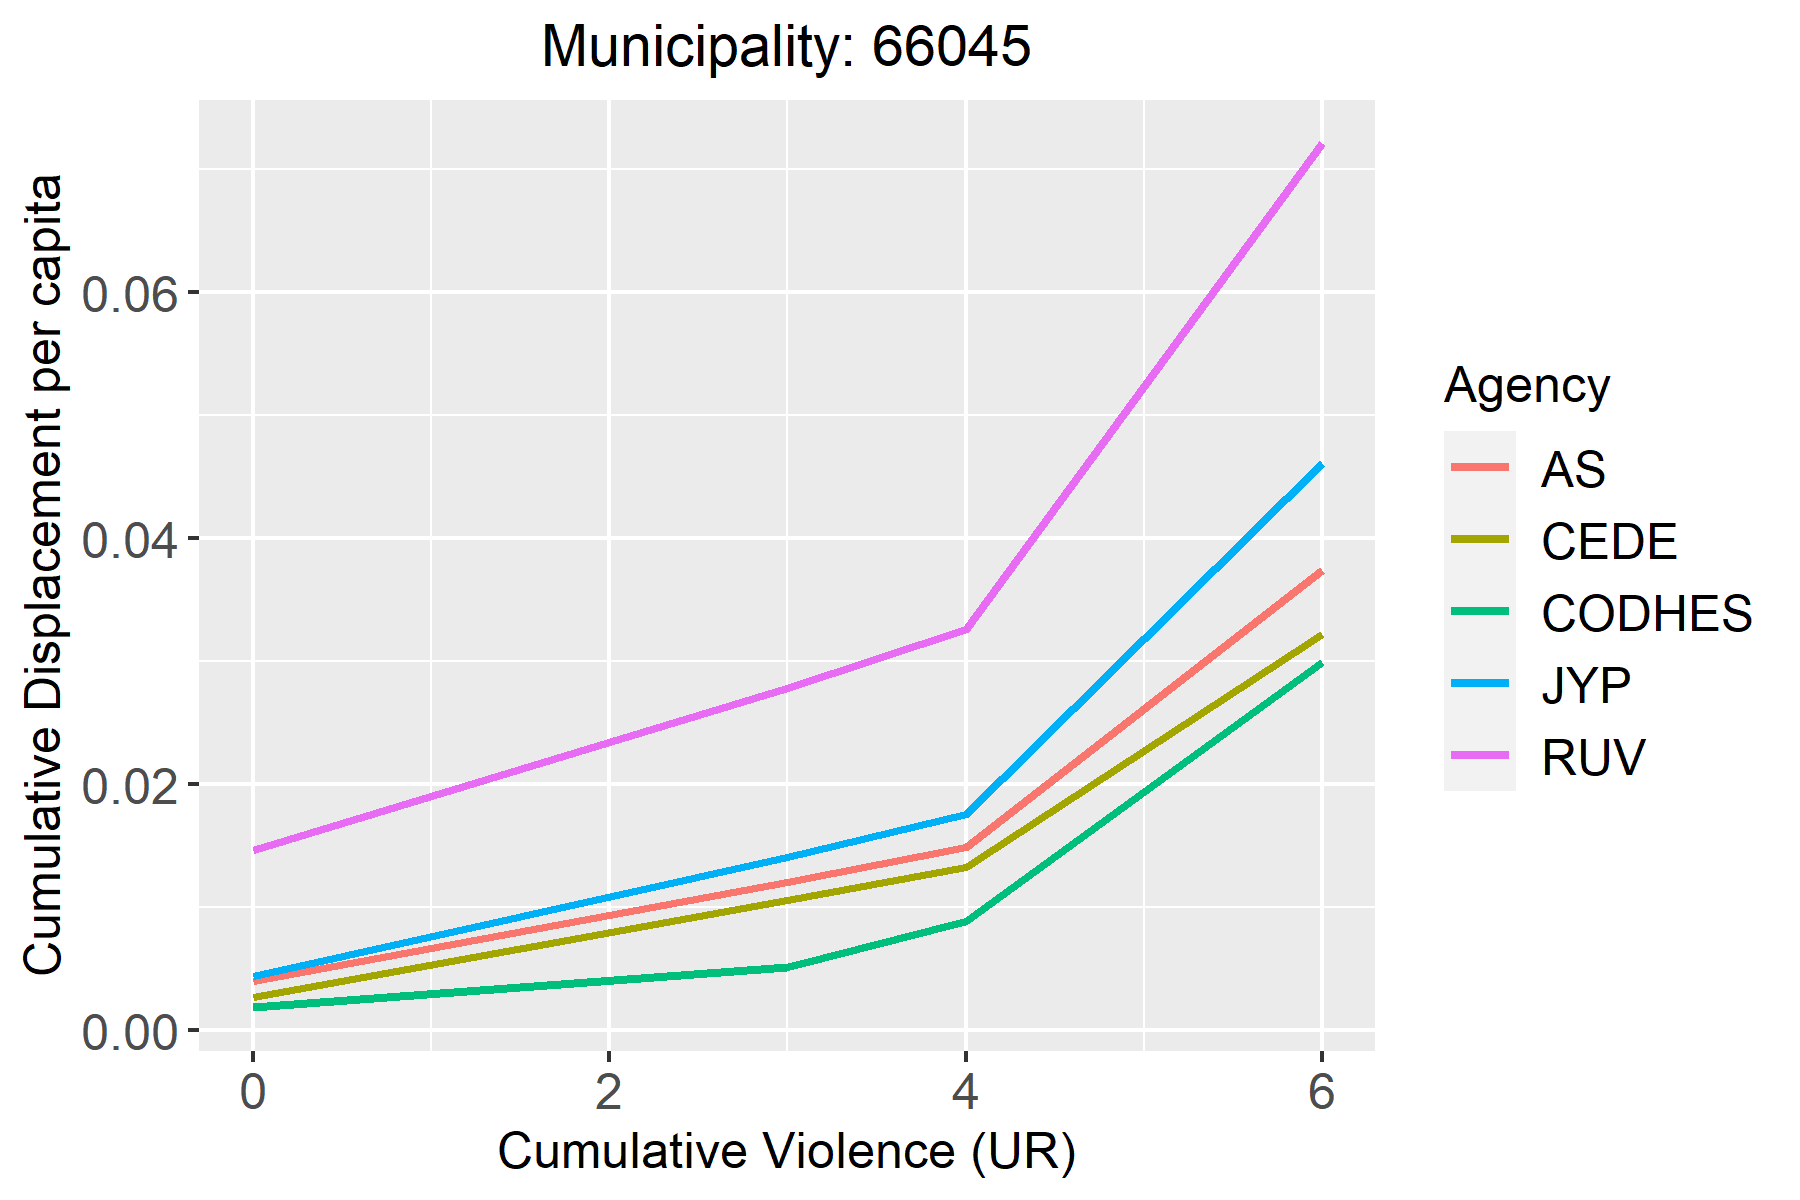 Municipality: 66045
Cumulative Displacement per capita
0.06
0.04
0.02
0.00
0 2 4 6
Cumulative Violence (UR)
Agency
AS
CEDE
CODHES
JYP
RUV